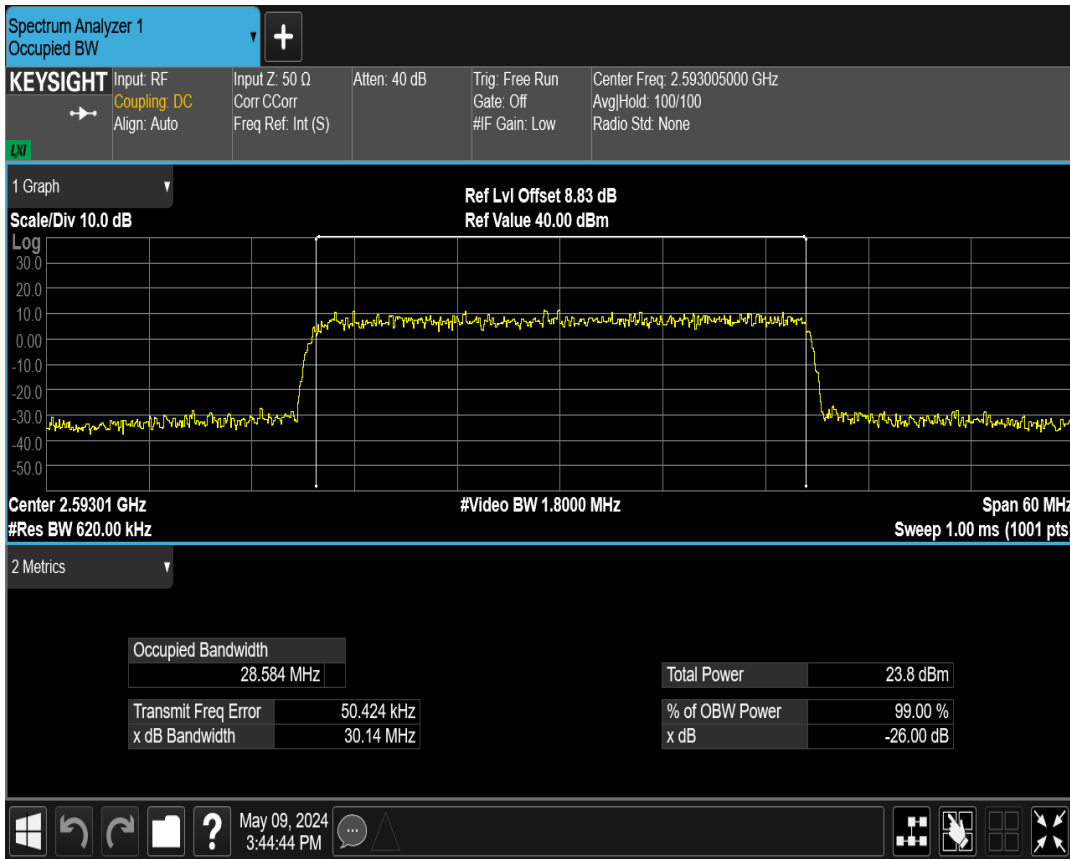 Spectrum Analyzer 1
Occupied BW
+
KEYSIGHT
LXI
Input: RF
Coupling: DC
Align: Auto
Input Z: 50 Ω
Corr CCorr
Freq Ref: Int (S)
Atten: 40 dB
Trig: Free Run
Gate: Off
#IF Gain: Low
Center Freq: 2.593005000 GHz
Avg|Hold: 100/100
Radio Std: None
1 Graph
Ref Lvl Offset 8.83 dB
Scale/Div 10.0 dB
Ref Value 40.00 dBm
Log
30.0
20.0
10.0
0.00
-10.0
-20.0
-30.0
-40.0
-50.0
Center 2.59301 GHz
#Video BW 1.8000 MHz
Span 60 MHz
#Res BW 620.00 kHz
Sweep 1.00 ms (1001 pts)
2 Metrics
Occupied Bandwidth
28.584 MHz
Total Power 23.8 dBm
Transmit Freq Error 50.424 kHz
% of OBW Power 99.00 %
x dB Bandwidth 30.14 MHz
x dB -26.00 dB
?
May 09, 2024
3:44:44 PM